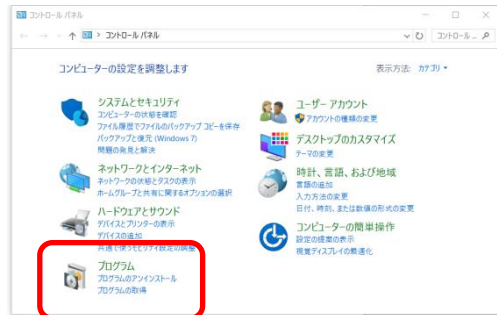 コントロール パネル
コントロール パネル
コントロール ...
コンピューターの設定を調整します
表示方法: カテゴリ
システムとセキュリティ
コンピューターの状態を確認
ファイル履歴でファイルのバックアップ コピーを保存
バックアップと復元 (Windows 7)
問題の発見と解決
ネットワークとインターネット
ネットワークの状態とタスクの表示
ホームグループと共有に関するオプションの選択
ハードウェアとサウンド
デバイスとプリンターの表示
デバイスの追加
共通で使うモビリティ設定の調整
プログラム
プログラムのアンインストール
プログラムの取得
ユーザー アカウント
アカウントの種類の変更
デスクトップのカスタマイズ
テーマの変更
時計、言語、および地域
言語の追加
入力方法の変更
日付、時刻、または数値の形式の変更
コンピューターの簡単操作
設定の提案の表示
視覚ディスプレイの最適化